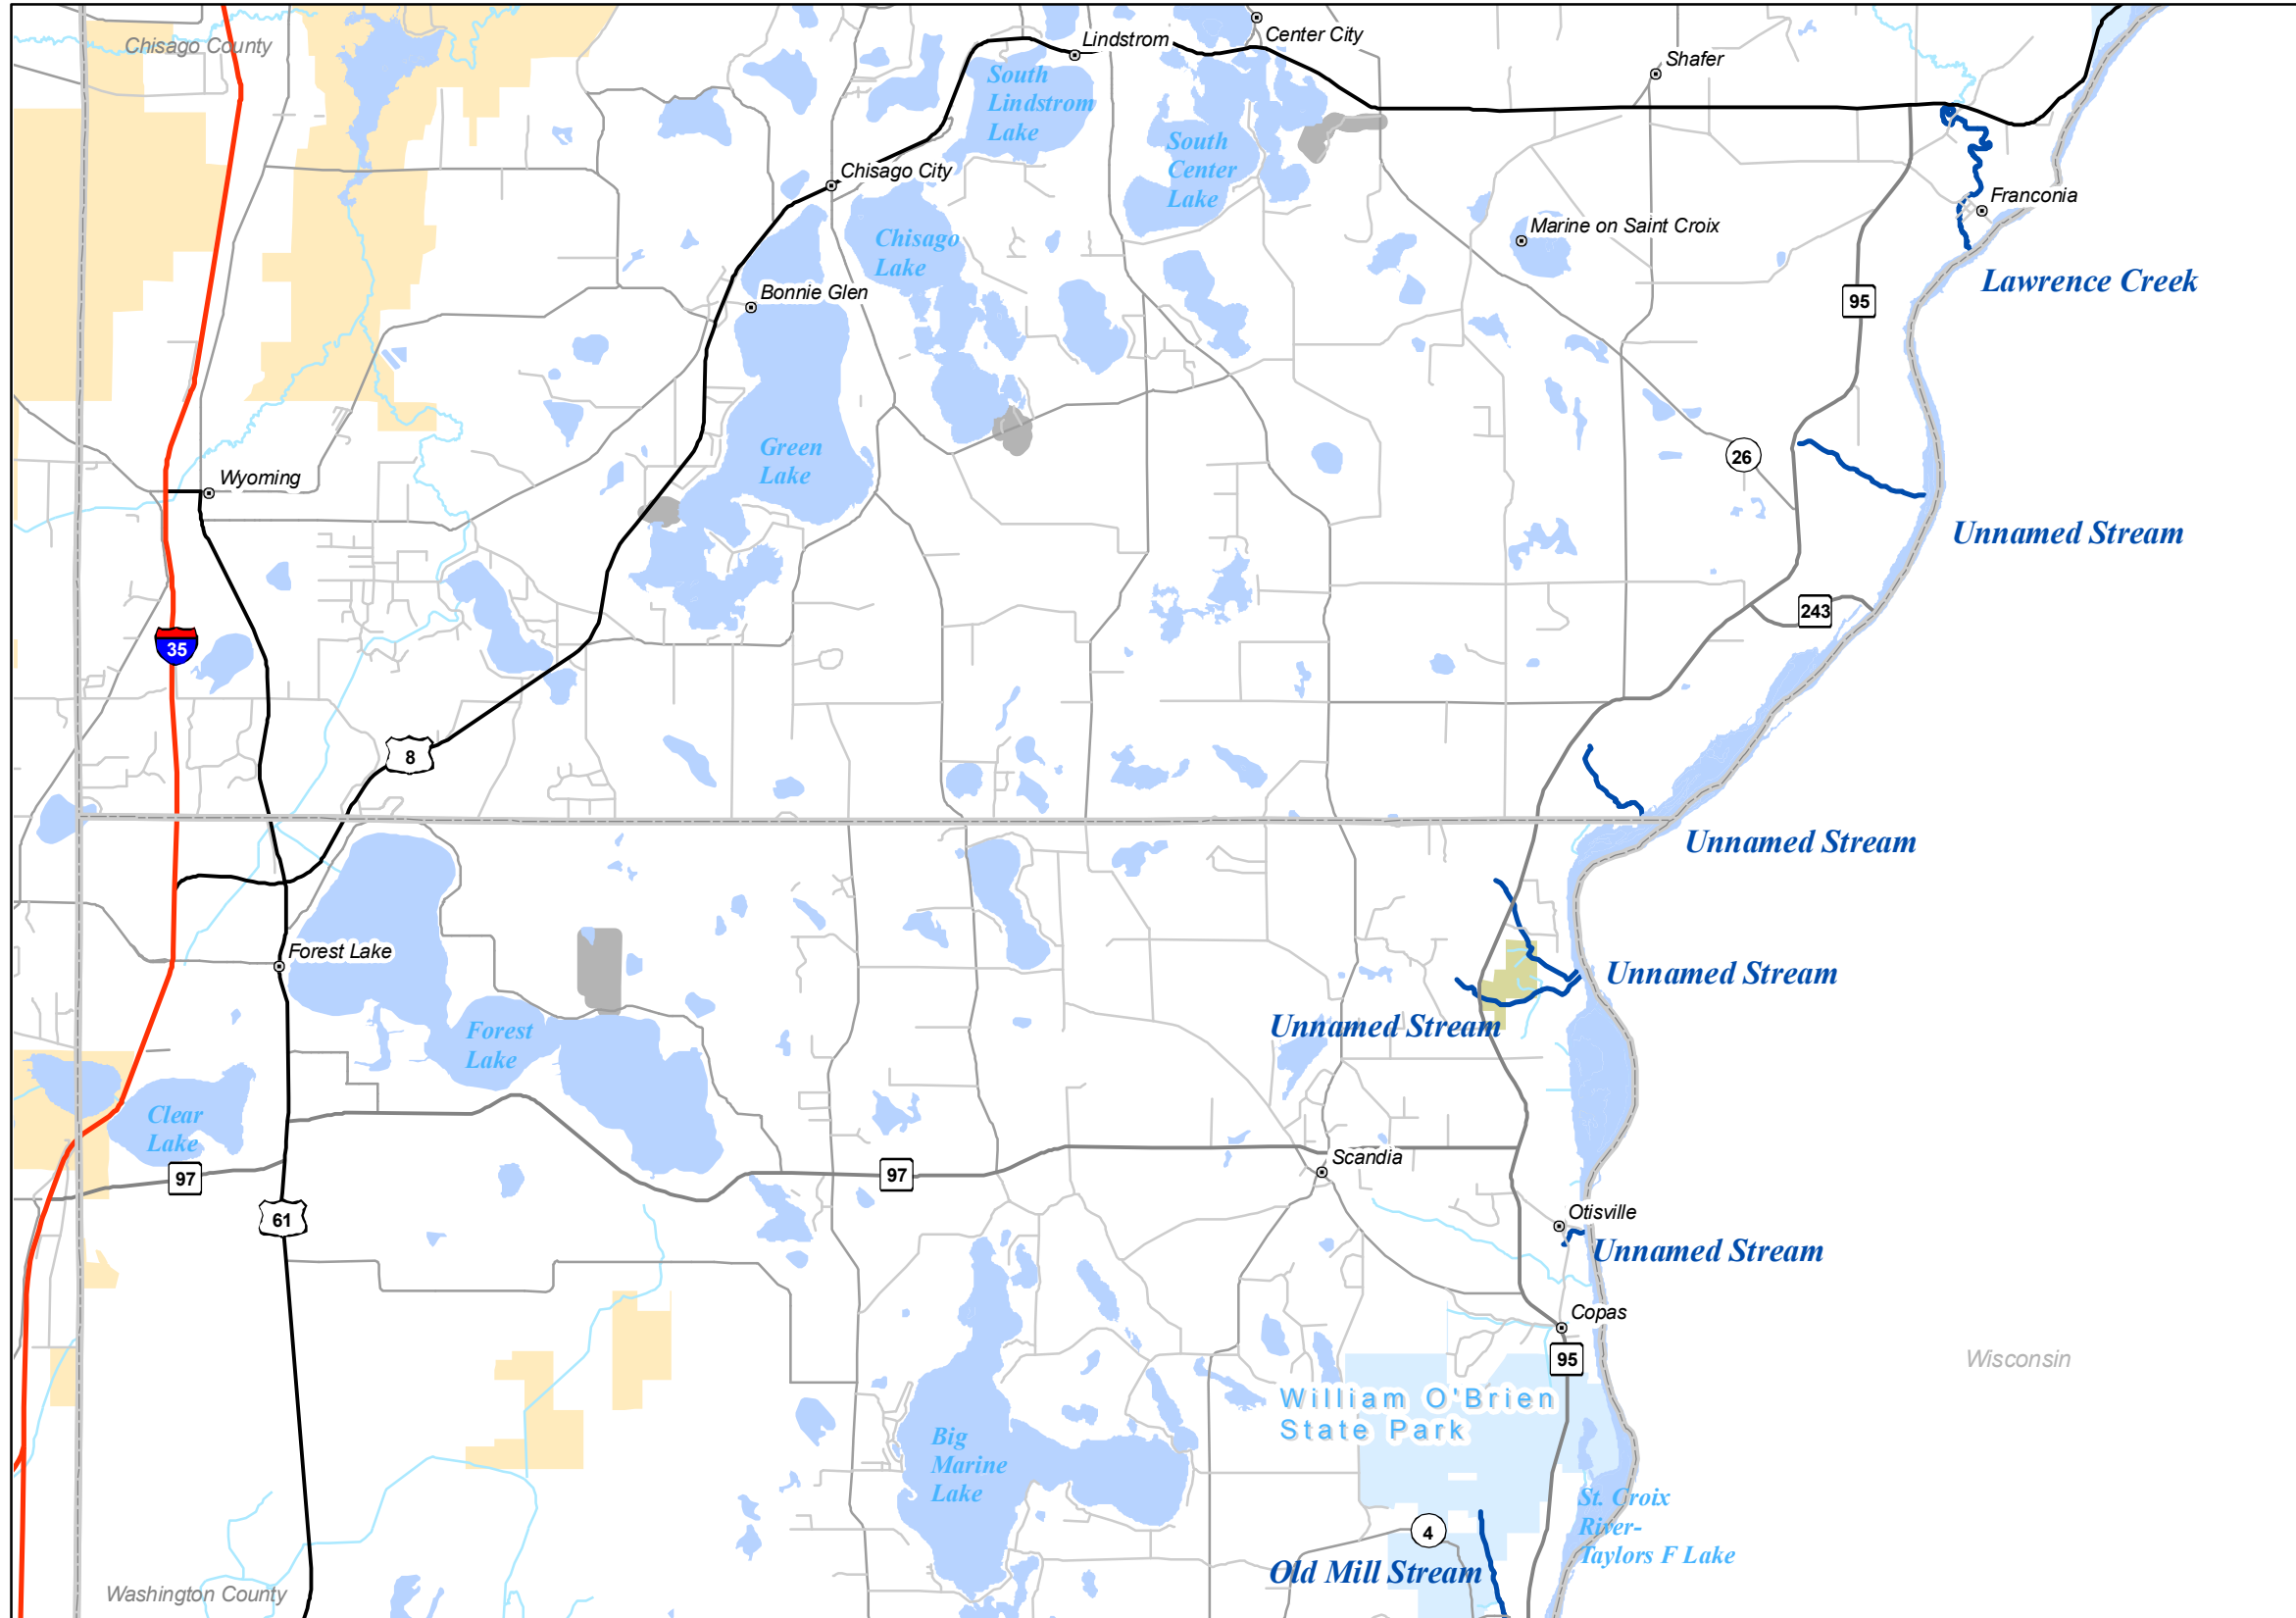 Chisago County
Lindstrom
Center City
Shafer
South
Lindstrom
Lake
South
Center
Lake
Chisago City
Franconia
Marine on Saint Croix
Chisago
Lake
Lawrence Creek
Bonnie Glen
95
Green
Lake
26
Wyoming
Unnamed Stream
243
35
8
Unnamed Stream
Forest Lake
Unnamed Stream
Unnamed Stream
Forest
Lake
Clear
Lake
97
97
Scandia
61
Otisville
Unnamed Stream
Copas
95
Wisconsin
William O'Brien
State Park
Big
Marine
Lake
St. Croix
River-
Taylors F Lake
4
Old Mill Stream
Washington County